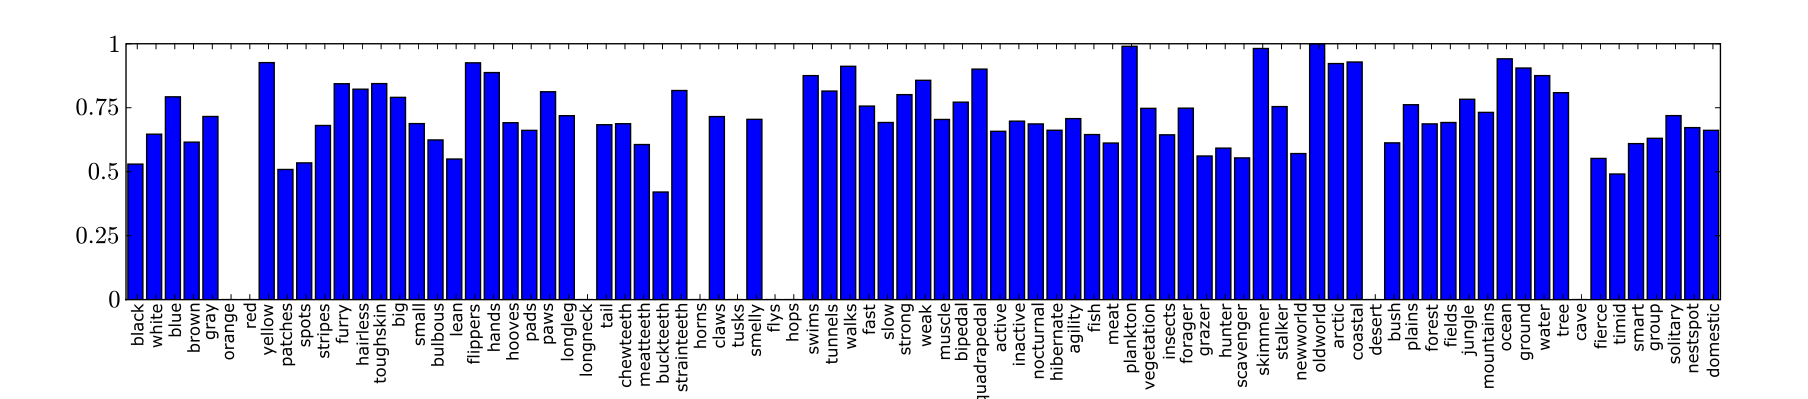 1
0.75
0.5
0.25
0
black
white
blue
brown
gray
orange
red
yellow
patches
spots
stripes
furry
hairless
toughskin
big
small
bulbous
lean
flippers
hands
hooves
pads
paws
longleg
longneck
tail
chewteeth
meatteeth
buckteeth
strainteeth
horns
claws
tusks
smelly
flys
hops
swims
tunnels
walks
fast
slow
strong
weak
muscle
bipedal
quadrapedal
active
inactive
nocturnal
hibernate
agility
fish
meat
plankton
vegetation
insects
forager
grazer
hunter
scavenger
skimmer
stalker
newworld
oldworld
arctic
coastal
desert
bush
plains
forest
fields
jungle
mountains
ocean
ground
water
tree
cave
fierce
timid
smart
group
solitary
nestspot
domestic